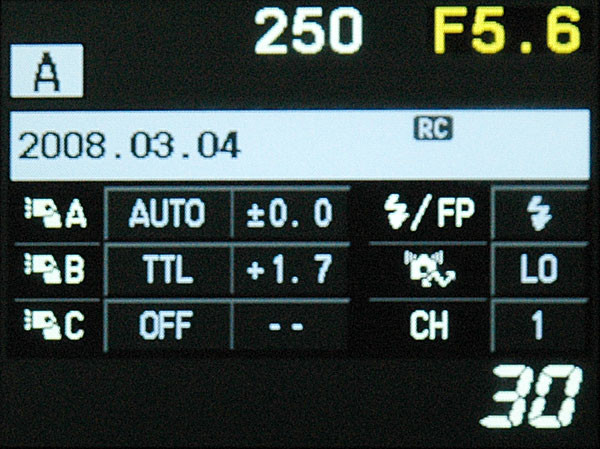 250 F5.6
A
2008.03.04 RC
A AUTO ±0.0 /FP
B TTL +1.7 LO
C OFF -- CH 1
30